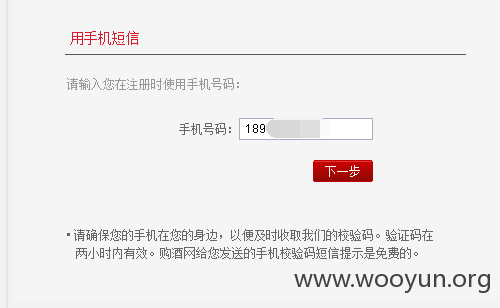 用手机短信
请输入您在注册时使用手机号码：
手机号码： 189
下一步
• 请确保您的手机在您的身边，以便及时收取我们的校验码。验证码在
两小时内有效。购酒网给您发送的手机校验码短信提示是免费的。
www.wooyun.org